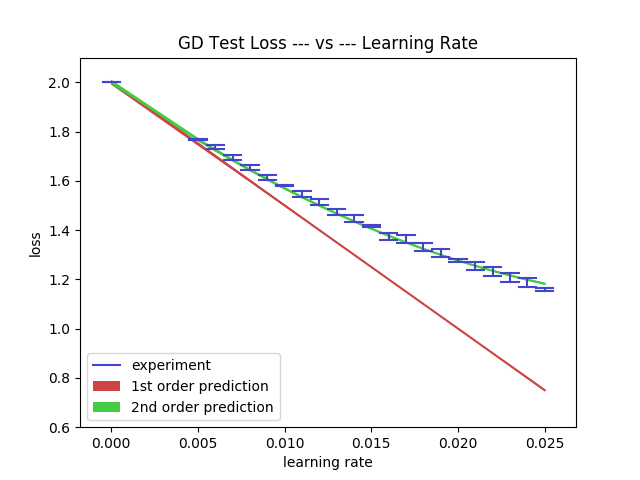 GD Test Loss --- vs --- Learning Rate
2.0
1.8
1.6
1.4
1.2
1.0
0.8
0.6
loss
experiment
1st order prediction
2nd order prediction
0.000 0.005 0.010 0.015 0.020 0.025
learning rate